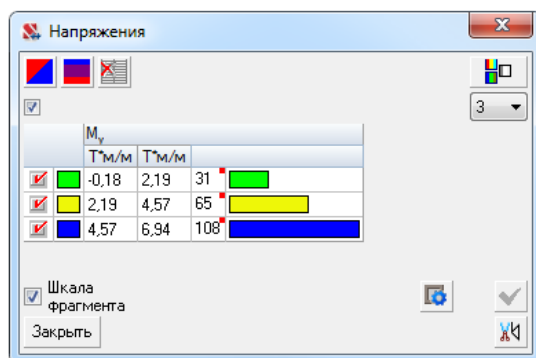 Напряжения
3
My
Т*м/м Т*м/м
-0,18 2,19 31
2,19 4,57 65
4,57 6,94 108
Шкала
фрагмента
Закрыть